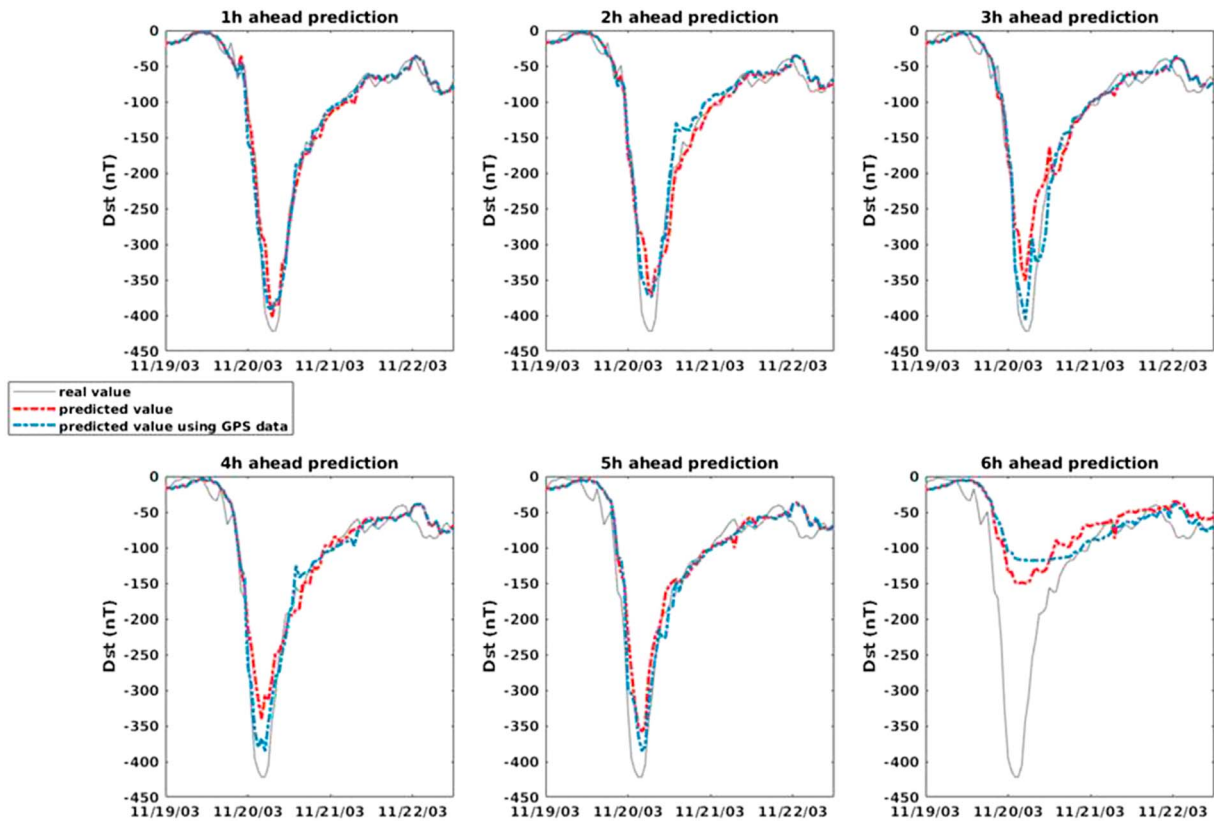 1h ahead prediction
2h ahead prediction
3h ahead prediction
0
-50
-100
-150
-200
-250
-300
-350
-400
-450
Dst (nT)
11/19/03 11/20/03 11/21/03 11/22/03
0
-50
-100
-150
-200
-250
-300
-350
-400
-450
Dst (nT)
11/19/03 11/20/03 11/21/03 11/22/03
0
-50
-100
-150
-200
-250
-300
-350
-400
-450
Dst (nT)
11/19/03 11/20/03 11/21/03 11/22/03
real value
predicted value
predicted value using GPS data
4h ahead prediction
5h ahead prediction
6h ahead prediction
0
-50
-100
-150
-200
-250
-300
-350
-400
-450
Dst (nT)
11/19/03 11/20/03 11/21/03 11/22/03
0
-50
-100
-150
-200
-250
-300
-350
-400
-450
Dst (nT)
11/19/03 11/20/03 11/21/03 11/22/03
0
-50
-100
-150
-200
-250
-300
-350
-400
-450
Dst (nT)
11/19/03 11/20/03 11/21/03 11/22/03